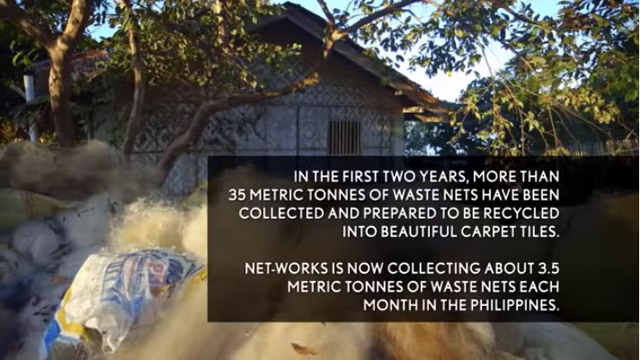 IN THE FIRST TWO YEARS, MORE THAN
35 METRIC TONNES OF WASTE NETS HAVE BEEN
COLLECTED AND PREPARED TO BE RECYCLED
INTO BEAUTIFUL CARPET TILES.
NET-WORKS IS NOW COLLECTING ABOUT 3.5
METRIC TONNES OF WASTE NETS EACH
MONTH IN THE PHILIPPINES.